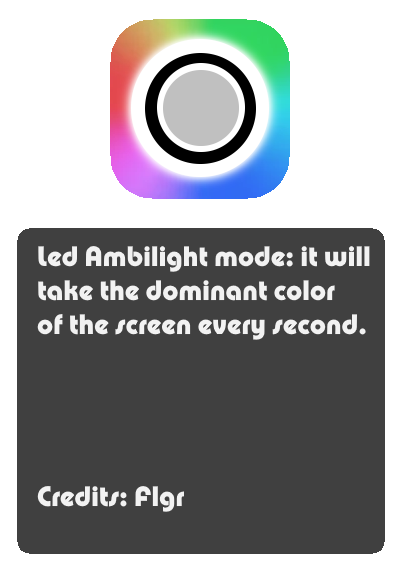 Led Ambilight mode: it will
take the dominant color
of the screen every second.
Credits: Flgr